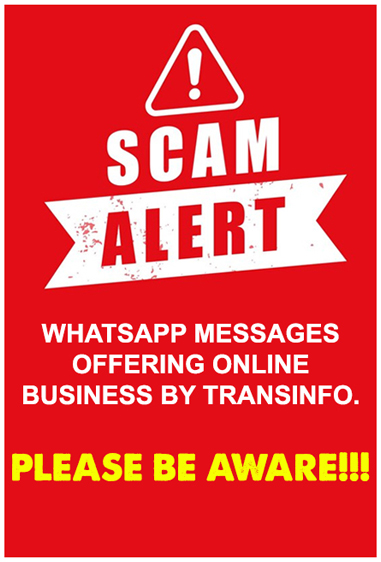 SCAM
ALERT
WHATSAPP MESSAGES
OFFERING ONLINE
BUSINESS BY TRANSINFO.
PLEASE BE AWARE!!!